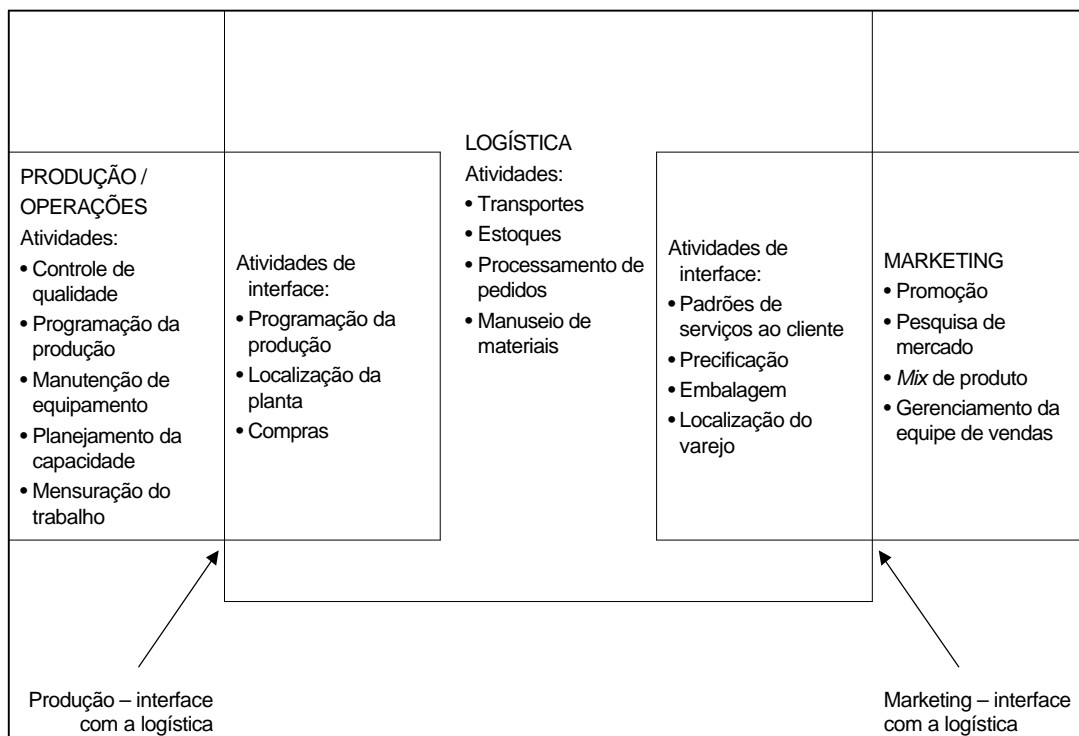 PRODUÇÃO /
OPERAÇÕES
Atividades:
• Controle de
qualidade
• Programação da
produção
• Manutenção de
equipamento
• Planejamento da
capacidade
• Mensuração do
trabalho
Atividades de
interface:
• Programação da
produção
• Localização da
planta
• Compras
LOGÍSTICA
Atividades:
• Transportes
• Estoques
• Processamento de
pedidos
• Manuseio de
materiais
Atividades de
interface:
• Padrões de
serviços ao cliente
• Precificação
• Embalagem
• Localização do
varejo
MARKETING
• Promoção
• Pesquisa de
mercado
• Mix de produto
• Gerenciamento da
equipe de vendas
Produção – interface
com a logística
Marketing – interface
com a logística